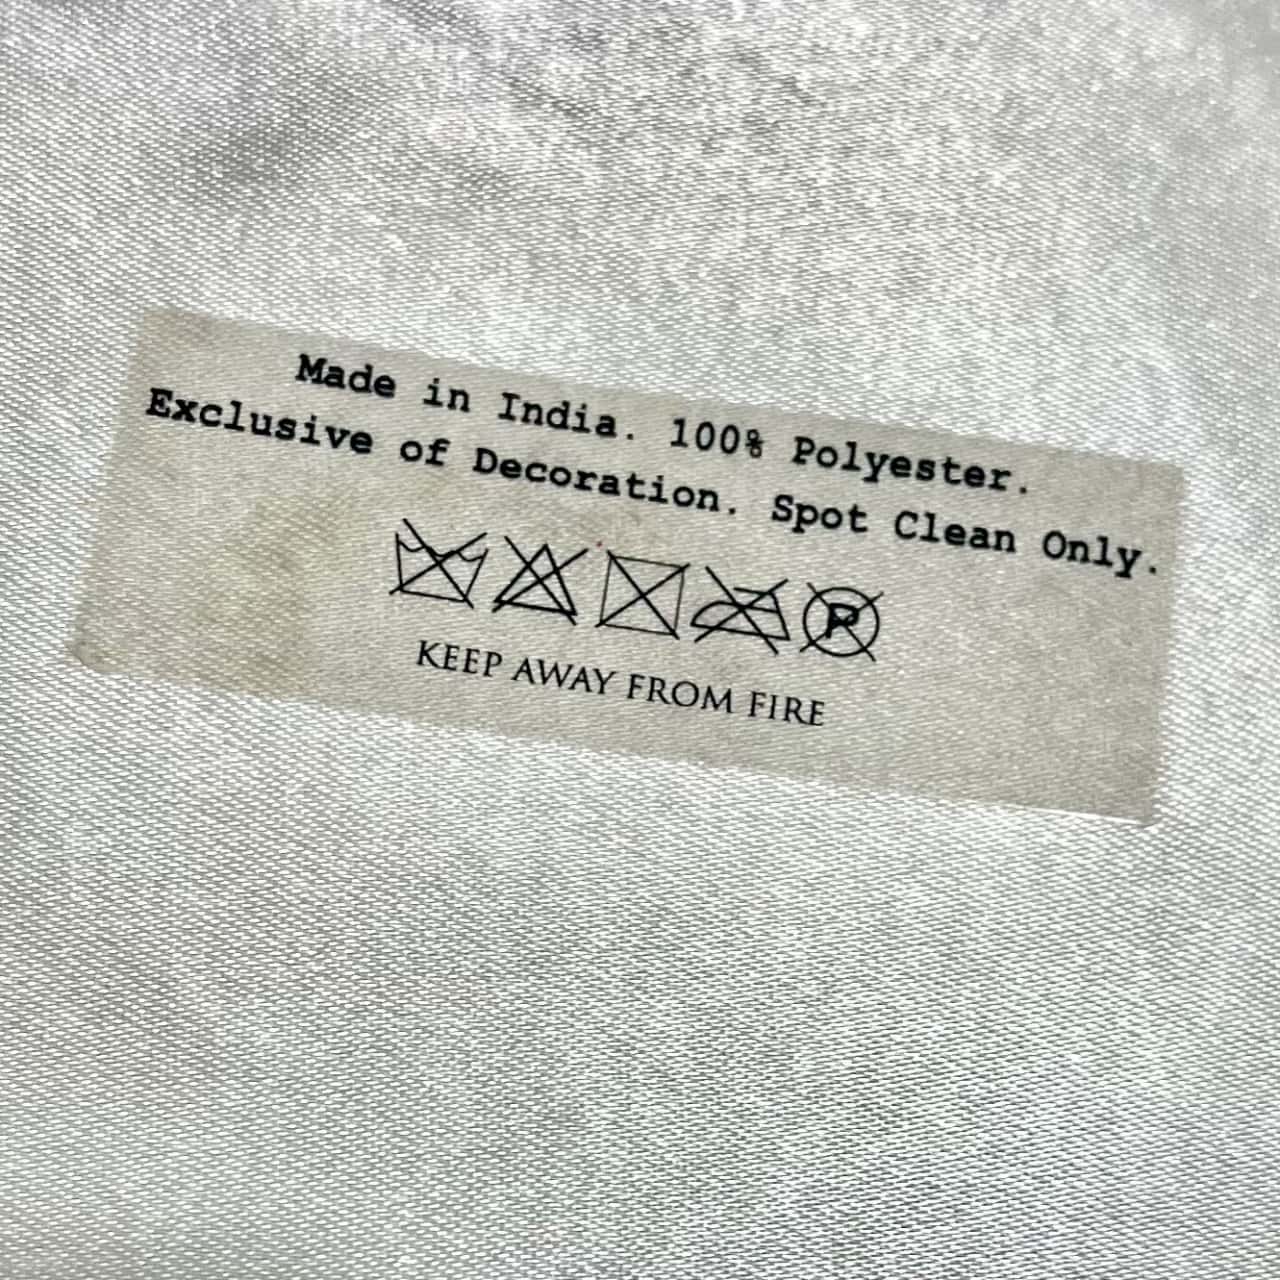 Made in India. 100% Polyester.
Exclusive of Decoration. Spot Clean Only.
P
KEEP AWAY FROM FIRE